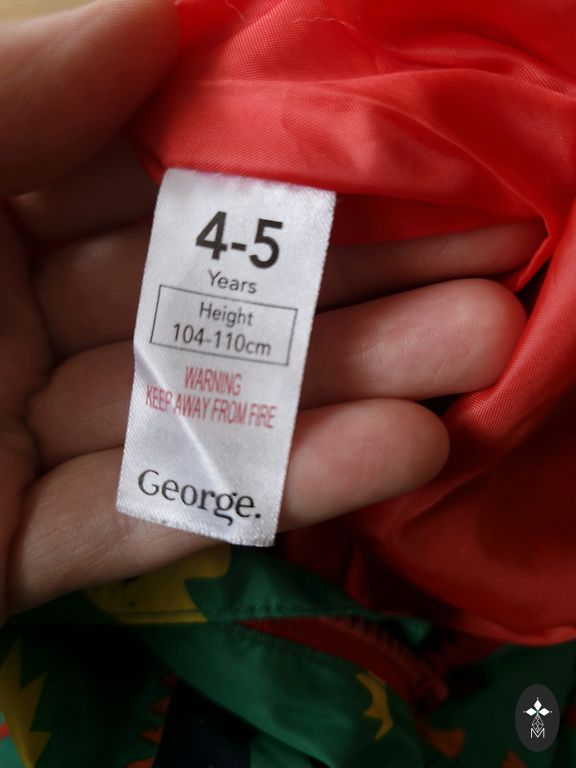 4-5
Years
Height
104-110cm
WARNING
KEEP AWAY FROM FIRE
George.
M